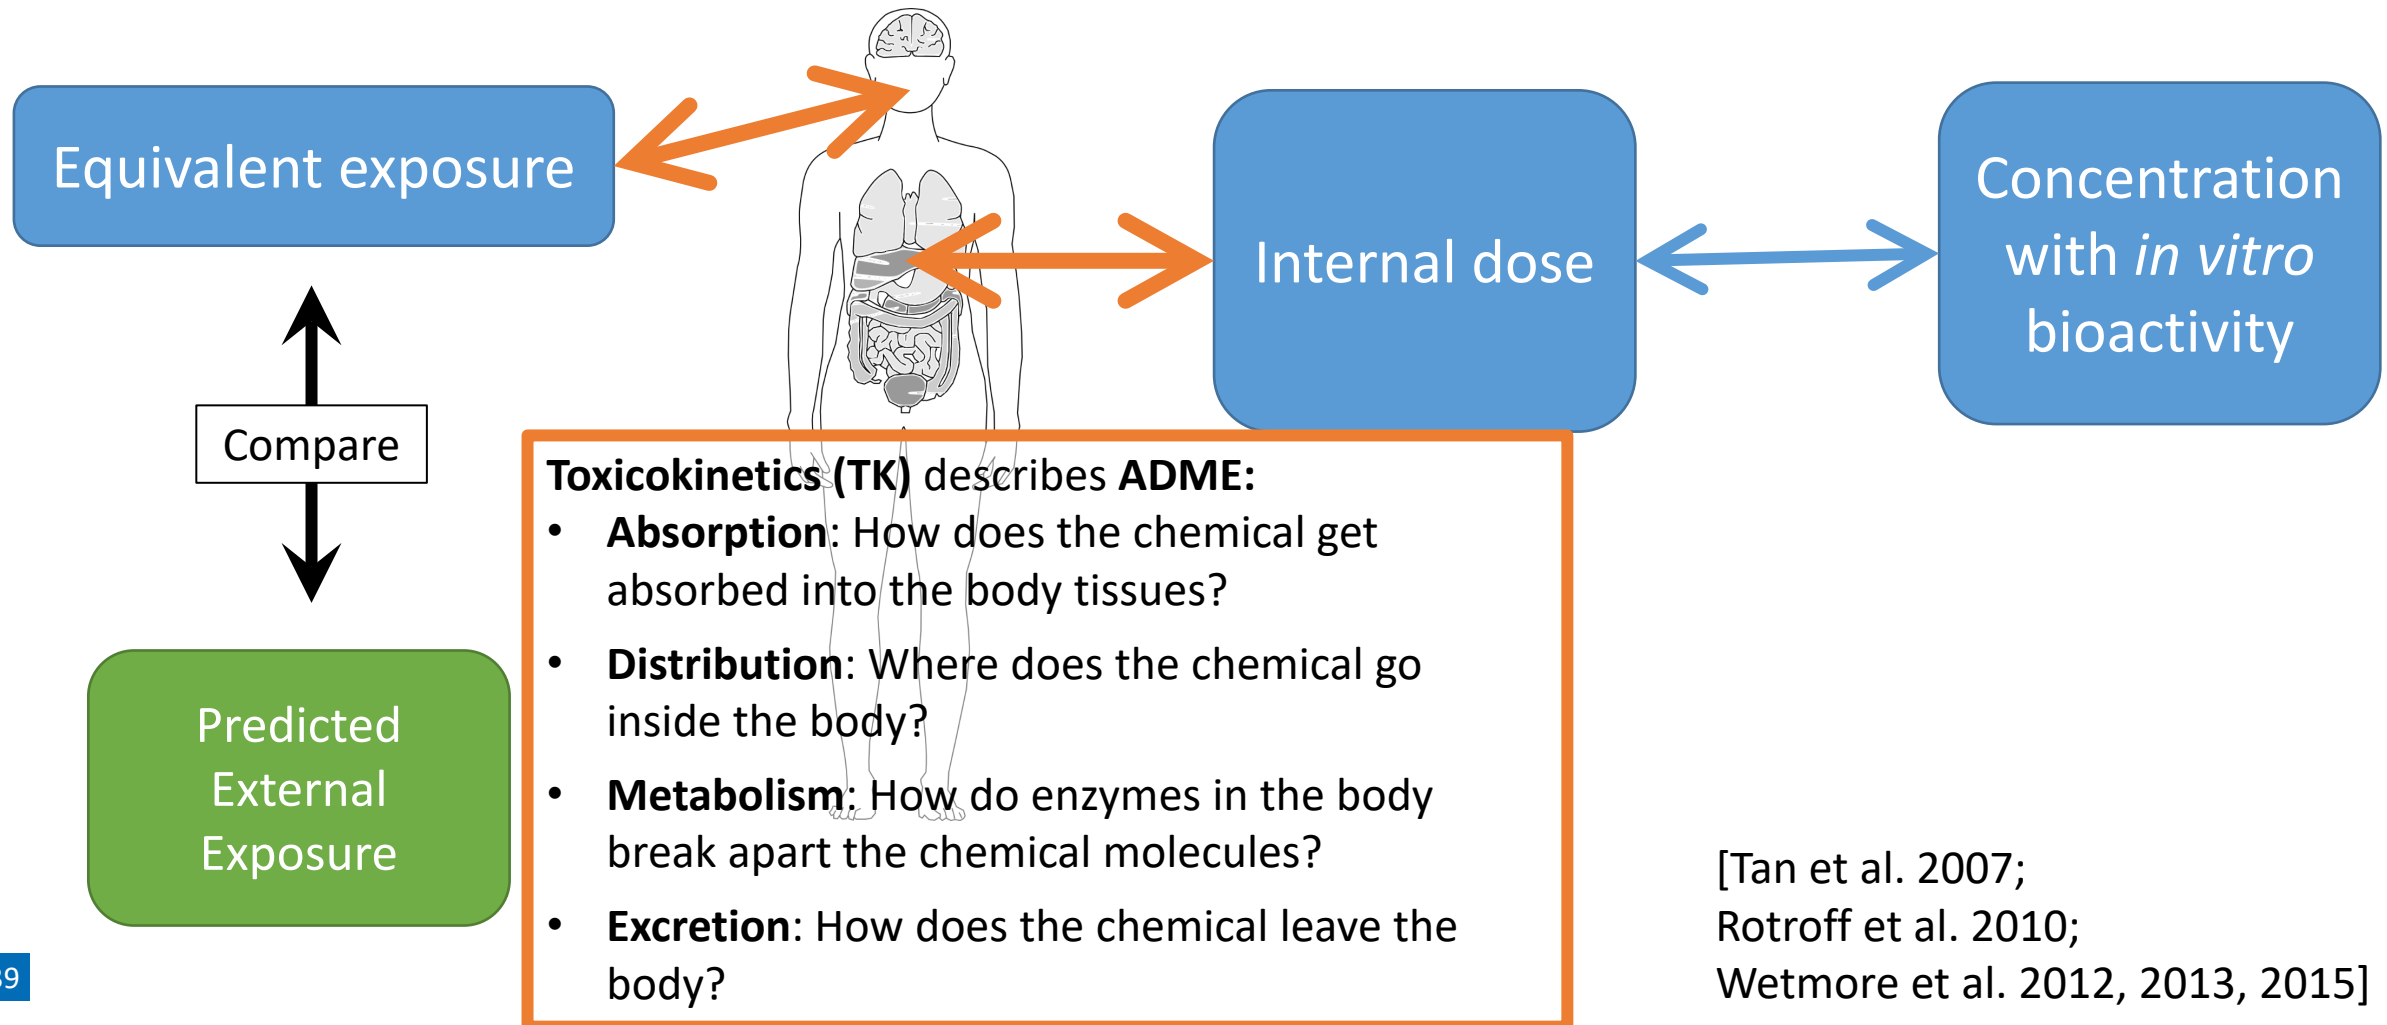 Equivalent exposure
Internal dose
Concentration
with in vitro
bioactivity
Compare
Predicted
External
Exposure
Toxicokinetics (TK) describes ADME:
• Absorption: How does the chemical get
absorbed into the body tissues?
• Distribution: Where does the chemical go
inside the body?
• Metabolism: How do enzymes in the body
break apart the chemical molecules?
• Excretion: How does the chemical leave the
body?
[Tan et al. 2007;
Rotroff et al. 2010;
Wetmore et al. 2012, 2013, 2015]